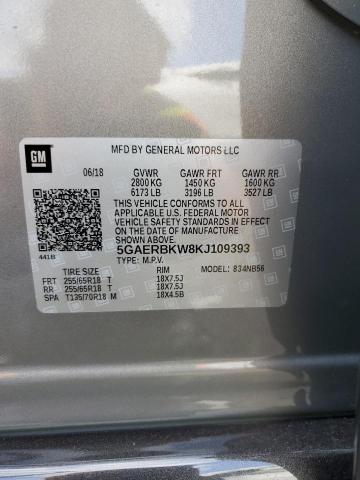 GM
MFD BY GENERAL MOTORS LLC
06/18 GVWR GAWR FRT GAWR RR
2800 KG 1450 KG 1600 KG
6173 LB 3196 LB 3527 LB
THIS VEHICLE CONFORMS TO ALL
APPLICABLE U.S. FEDERAL MOTOR
VEHICLE SAFETY STANDARDS IN EFFECT
ON THE DATE OF MANUFACTURE
SHOWN ABOVE.
5GAERBKW8KJ109393
441B
TYPE: M.P.V.
MODEL: 834NB56
TIRE SIZE RIM
FRT 255/65R18 T 18X7.5J
RR 255/65R18 T 18X7.5J
SPA T135/70R18 M 18X4.5B